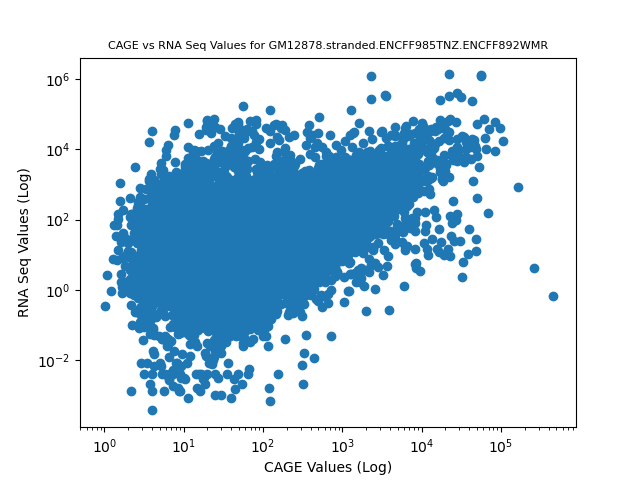 CAGE vs RNA Seq Values for GM12878.stranded.ENCFF985TNZ.ENCFF892WMR
RNA Seq Values (Log)
10⁶
10⁴
10²
10⁰
10⁻²
10⁰ 10¹ 10² 10³ 10⁴ 10⁵
CAGE Values (Log)